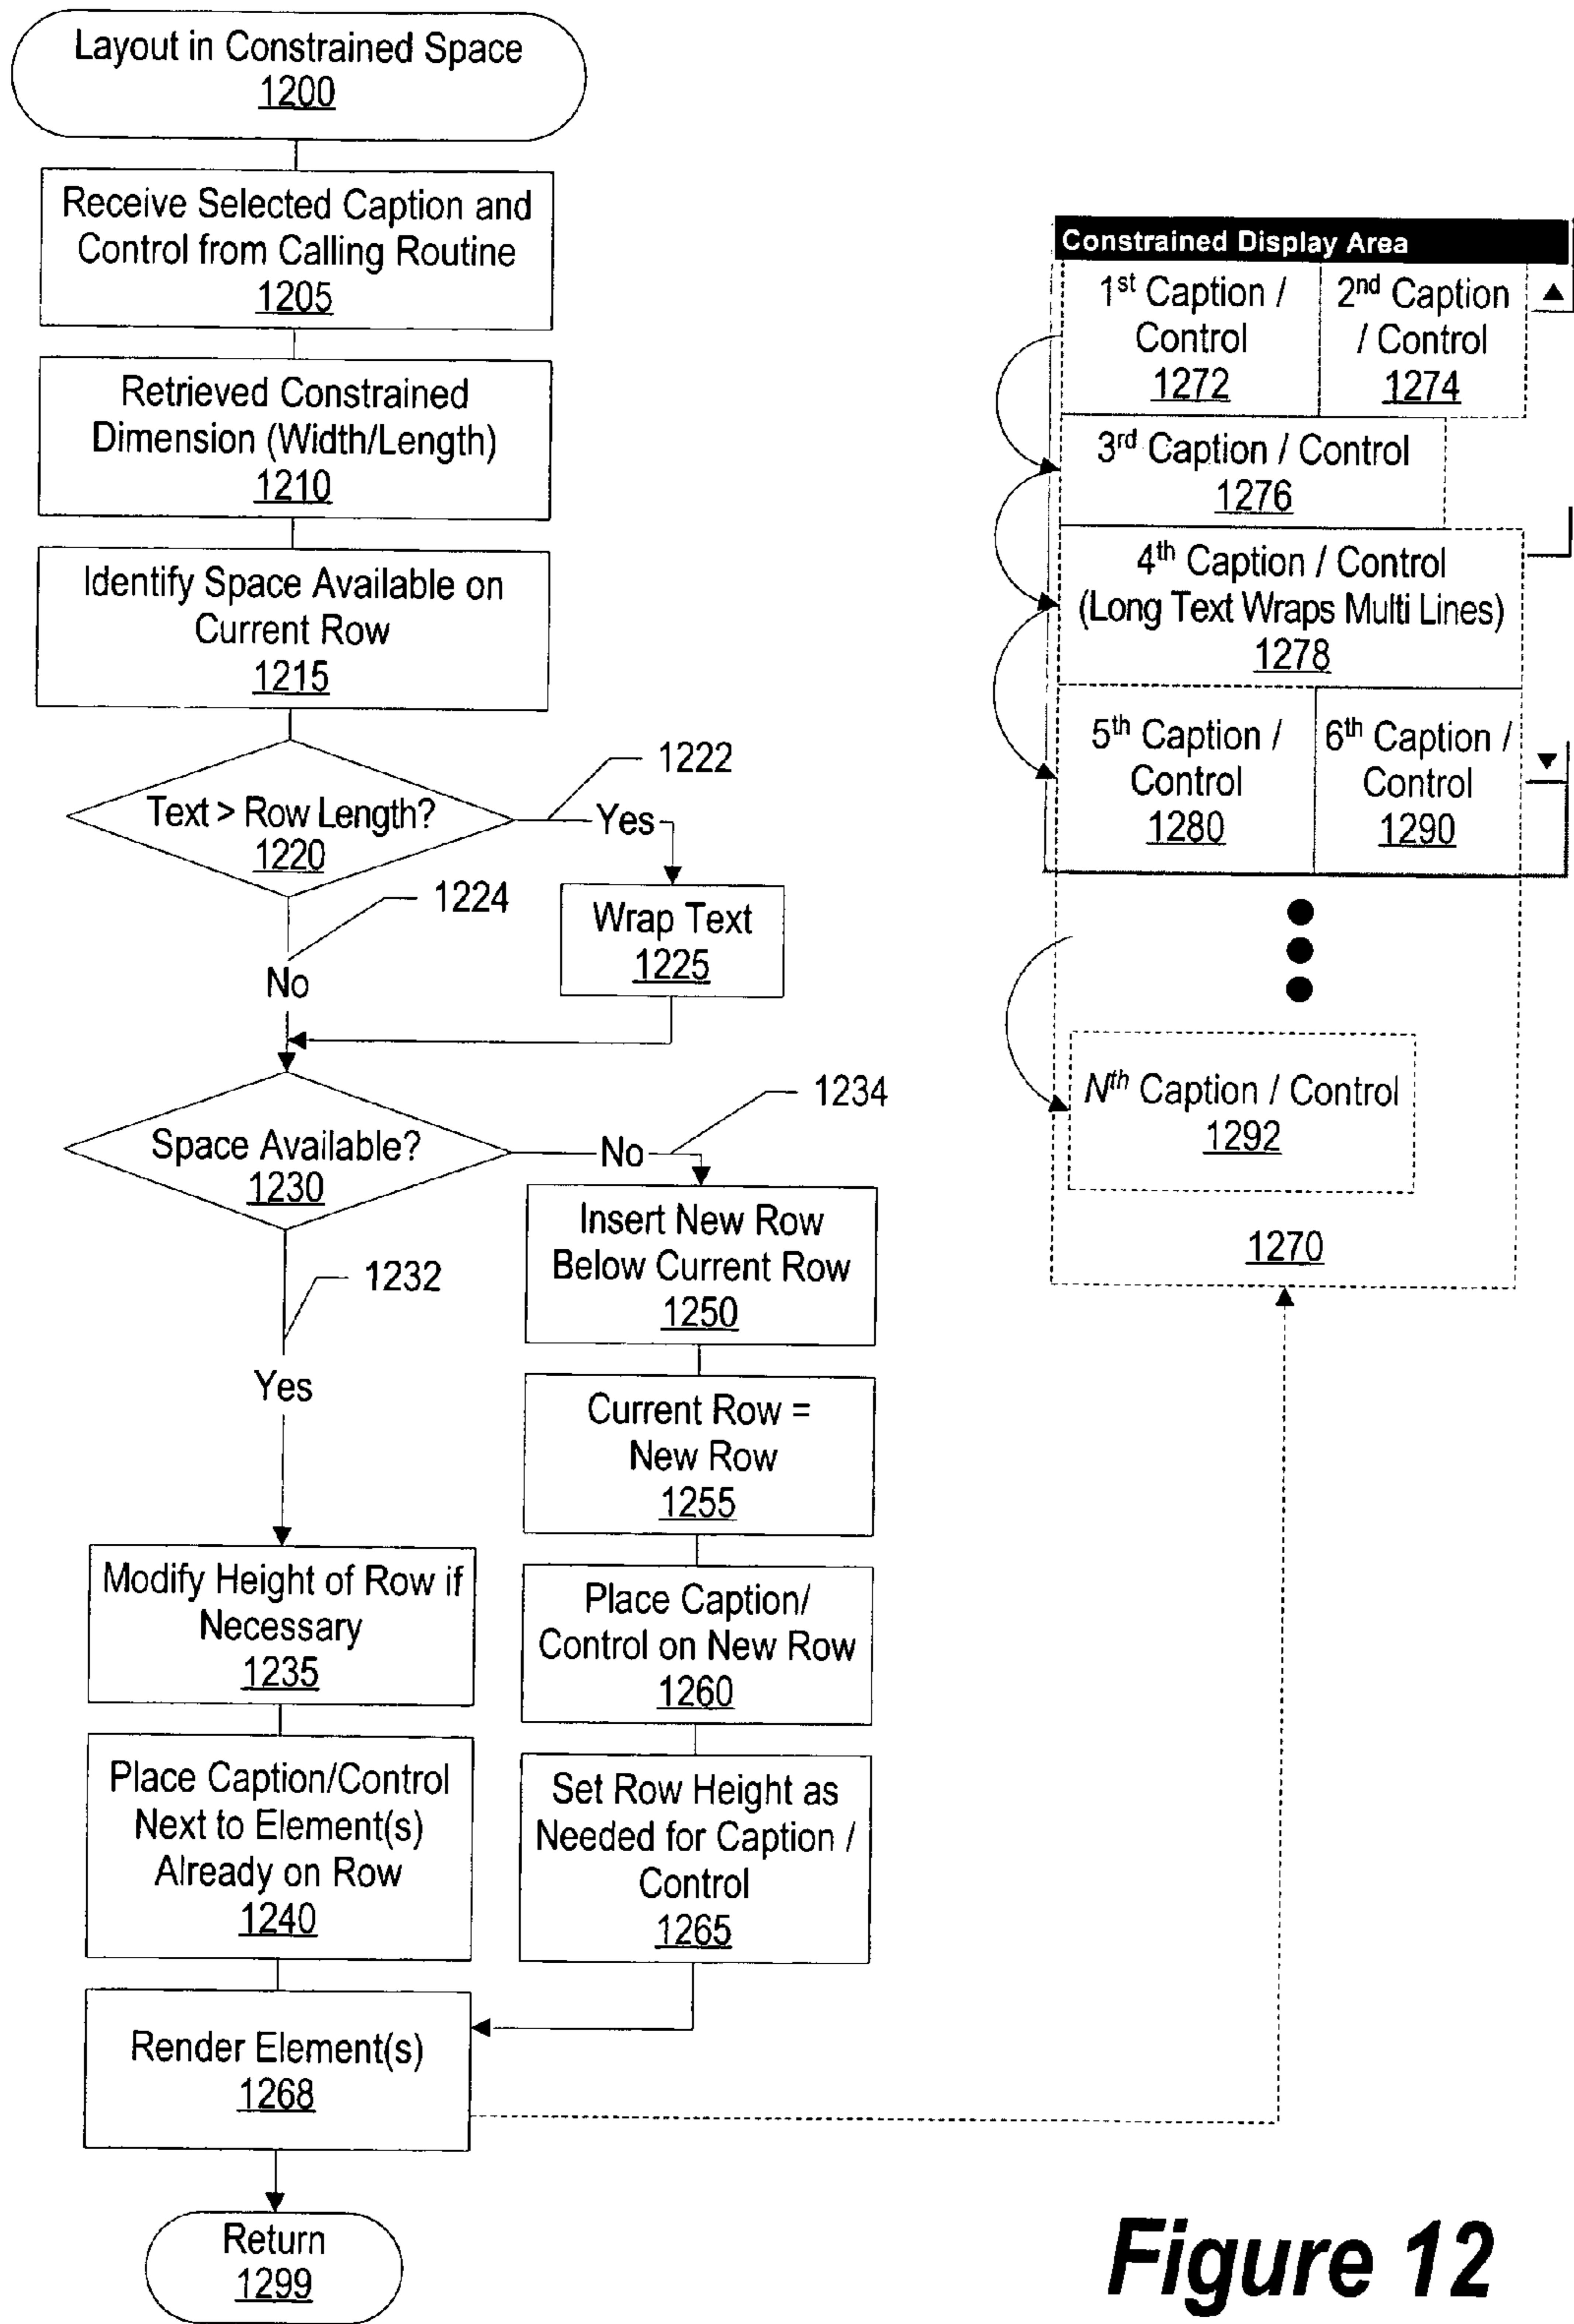 Layout in Constrained Space
1200
Receive Selected Caption and
Control from Calling Routine
1205
Retrieved Constrained
Dimension (Width/Length)
1210
Identify Space Available on
Current Row
1215
Text > Row Length?
1220
1222
Yes
1224
No
Wrap Text
1225
Space Available?
1230
1234
No
1232
Yes
Insert New Row
Below Current Row
1250
Current Row =
New Row
1255
Place Caption/
Control on New Row
1260
Set Row Height as
Needed for Caption /
Control
1265
Modify Height of Row if
Necessary
1235
Place Caption/Control
Next to Element(s)
Already on Row
1240
Render Element(s)
1268
Return
1299
Constrained Display Area
1st Caption /
Control
1272
2nd Caption
/ Control
1274
3rd Caption / Control
1276
4th Caption / Control
(Long Text Wraps Multi Lines)
1278
5th Caption /
Control
1280
6th Caption /
Control
1290
Nth Caption / Control
1292
1270
Figure 12